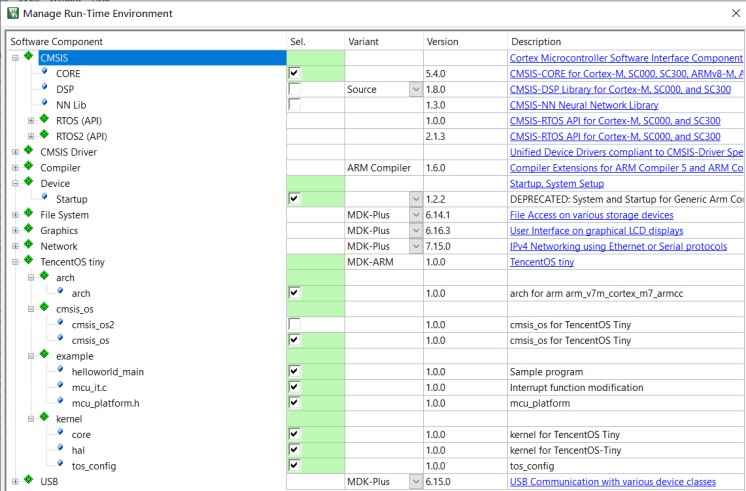 Manage Run-Time Environment
Software Component Sel. Variant Version Description
CMSIS Cortex Microcontroller Software Interface Component
CORE 5.4.0 CMSIS-CORE for Cortex-M, SC000, SC300, ARMv8-M, A
DSP Source 1.8.0 CMSIS-DSP Library for Cortex-M, SC000, and SC300
NN Lib 1.3.0 CMSIS-NN Neural Network Library
RTOS (API) 1.0.0 CMSIS-RTOS API for Cortex-M, SC000, and SC300
RTOS2 (API) 2.1.3 CMSIS-RTOS API for Cortex-M, SC000, and SC300
CMSIS Driver Unified Device Drivers compliant to CMSIS-Driver Spe
Compiler ARM Compiler 1.6.0 Compiler Extensions for ARM Compiler 5 and ARM Co
Device Startup, System Setup
Startup 1.2.2 DEPRECATED: System and Startup for Generic Arm Co
File System MDK-Plus 6.14.1 File Access on various storage devices
Graphics MDK-Plus 6.16.3 User Interface on graphical LCD displays
Network MDK-Plus 7.15.0 IPv4 Networking using Ethernet or Serial protocols
TencentOS tiny MDK-ARM 1.0.0 TencentOS tiny
arch
arch 1.0.0 arch for arm arm_v7m_cortex_m7_armcc
cmsis_os
cmsis_os2 1.0.0 cmsis_os for TencentOS Tiny
cmsis_os 1.0.0 cmsis_os for TencentOS Tiny
example
helloworld_main 1.0.0 Sample program
mcu_it.c 1.0.0 Interrupt function modification
mcu_platform.h 1.0.0 mcu_platform
kernel
core 1.0.0 kernel for TencentOS Tiny
hal 1.0.0 kernel for TencentOS-Tiny
tos_config 1.0.0 tos_config
USB MDK-Plus 6.15.0 USB Communication with various device classes